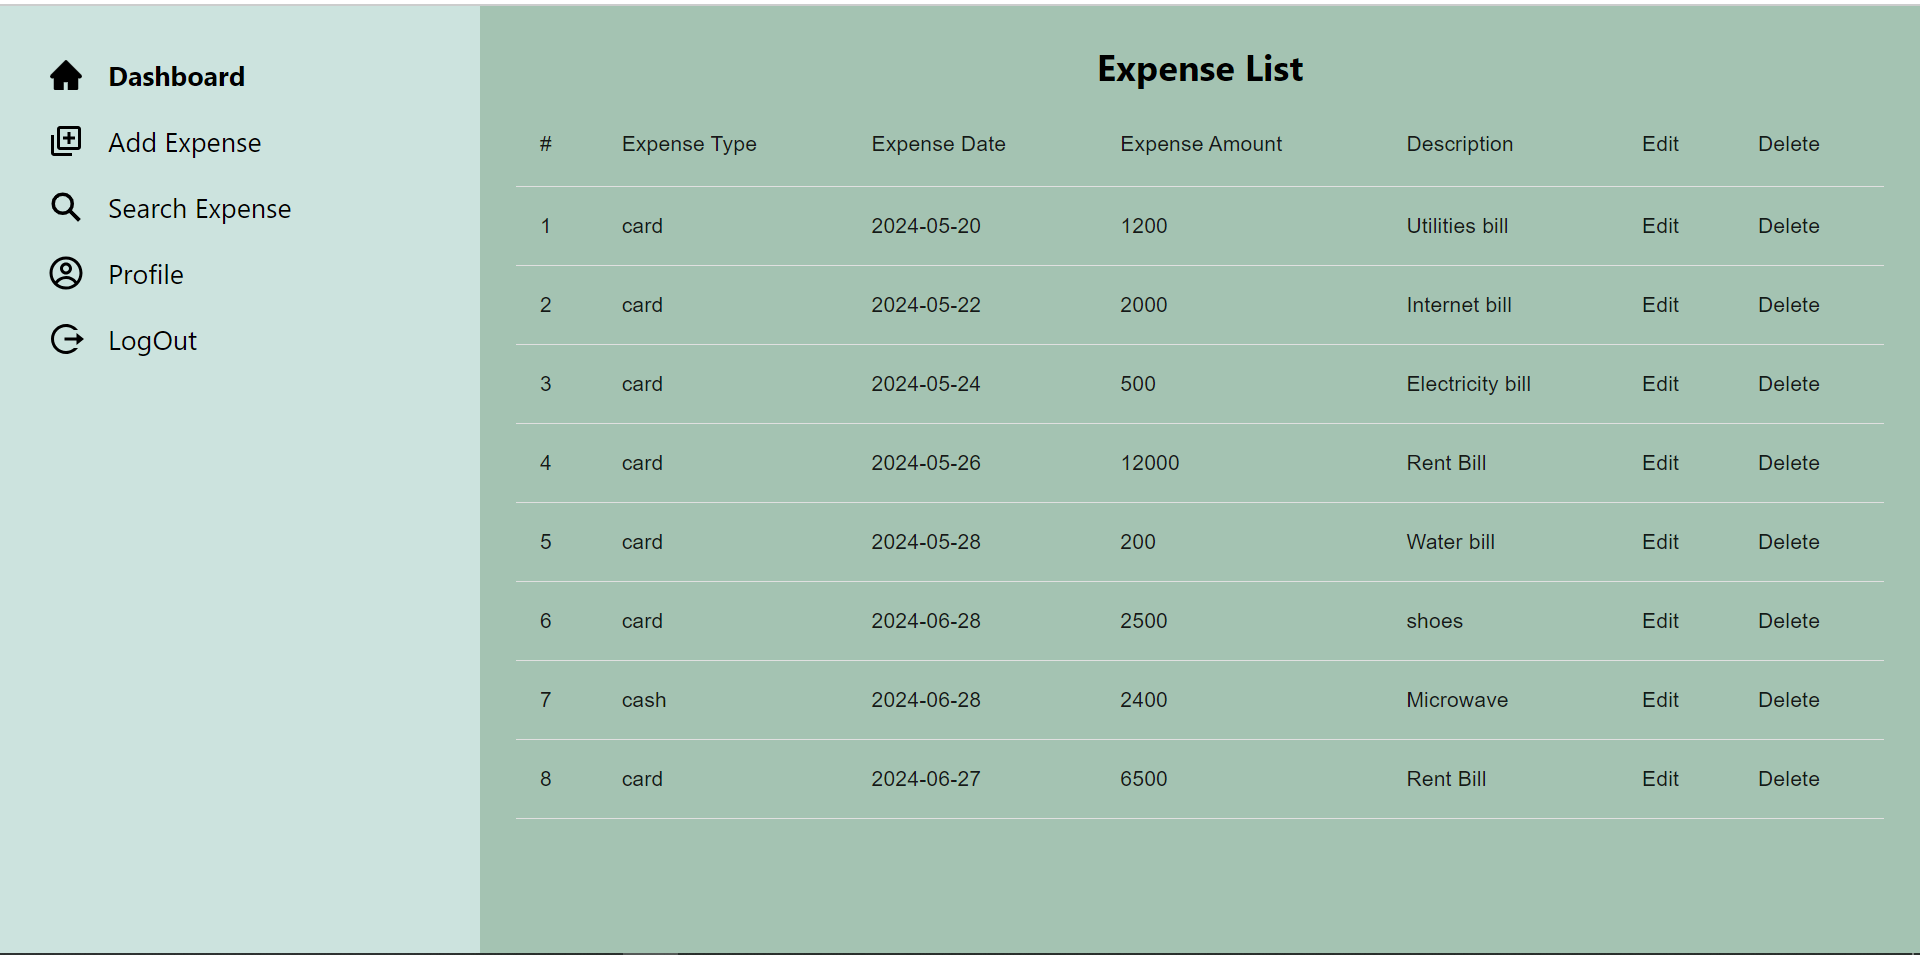 Dashboard
Add Expense
Search Expense
Profile
LogOut
Expense List
# Expense Type Expense Date Expense Amount Description Edit Delete
1 card 2024-05-20 1200 Utilities bill Edit Delete
2 card 2024-05-22 2000 Internet bill Edit Delete
3 card 2024-05-24 500 Electricity bill Edit Delete
4 card 2024-05-26 12000 Rent Bill Edit Delete
5 card 2024-05-28 200 Water bill Edit Delete
6 card 2024-06-28 2500 shoes Edit Delete
7 cash 2024-06-28 2400 Microwave Edit Delete
8 card 2024-06-27 6500 Rent Bill Edit Delete